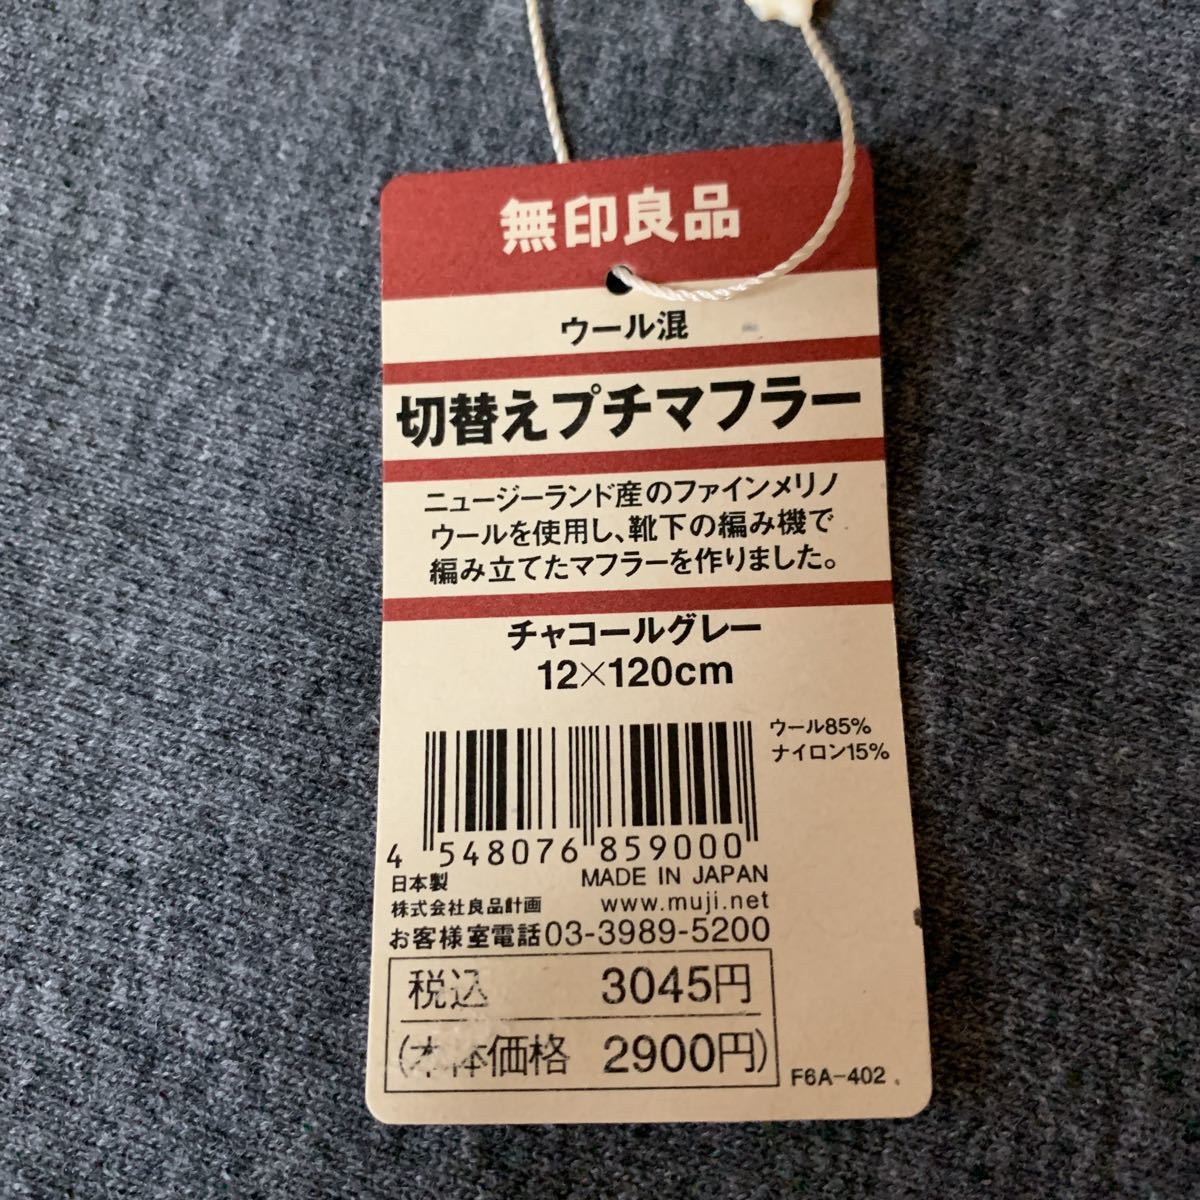 無印良品
ウール混
切替えプチマフラー
ニュージーランド産のファインメリノ
ウールを使用し、靴下の編み機で
編み立てたマフラーを作りました。
チャコールグレー
12×120cm
ウール85%
ナイロン15%
4 548076 859000
日本製 MADE IN JAPAN
株式会社良品計画 www.muji.net
お客様室電話03-3989-5200
税込 3045円
(本体価格 2900円)
F6A-402